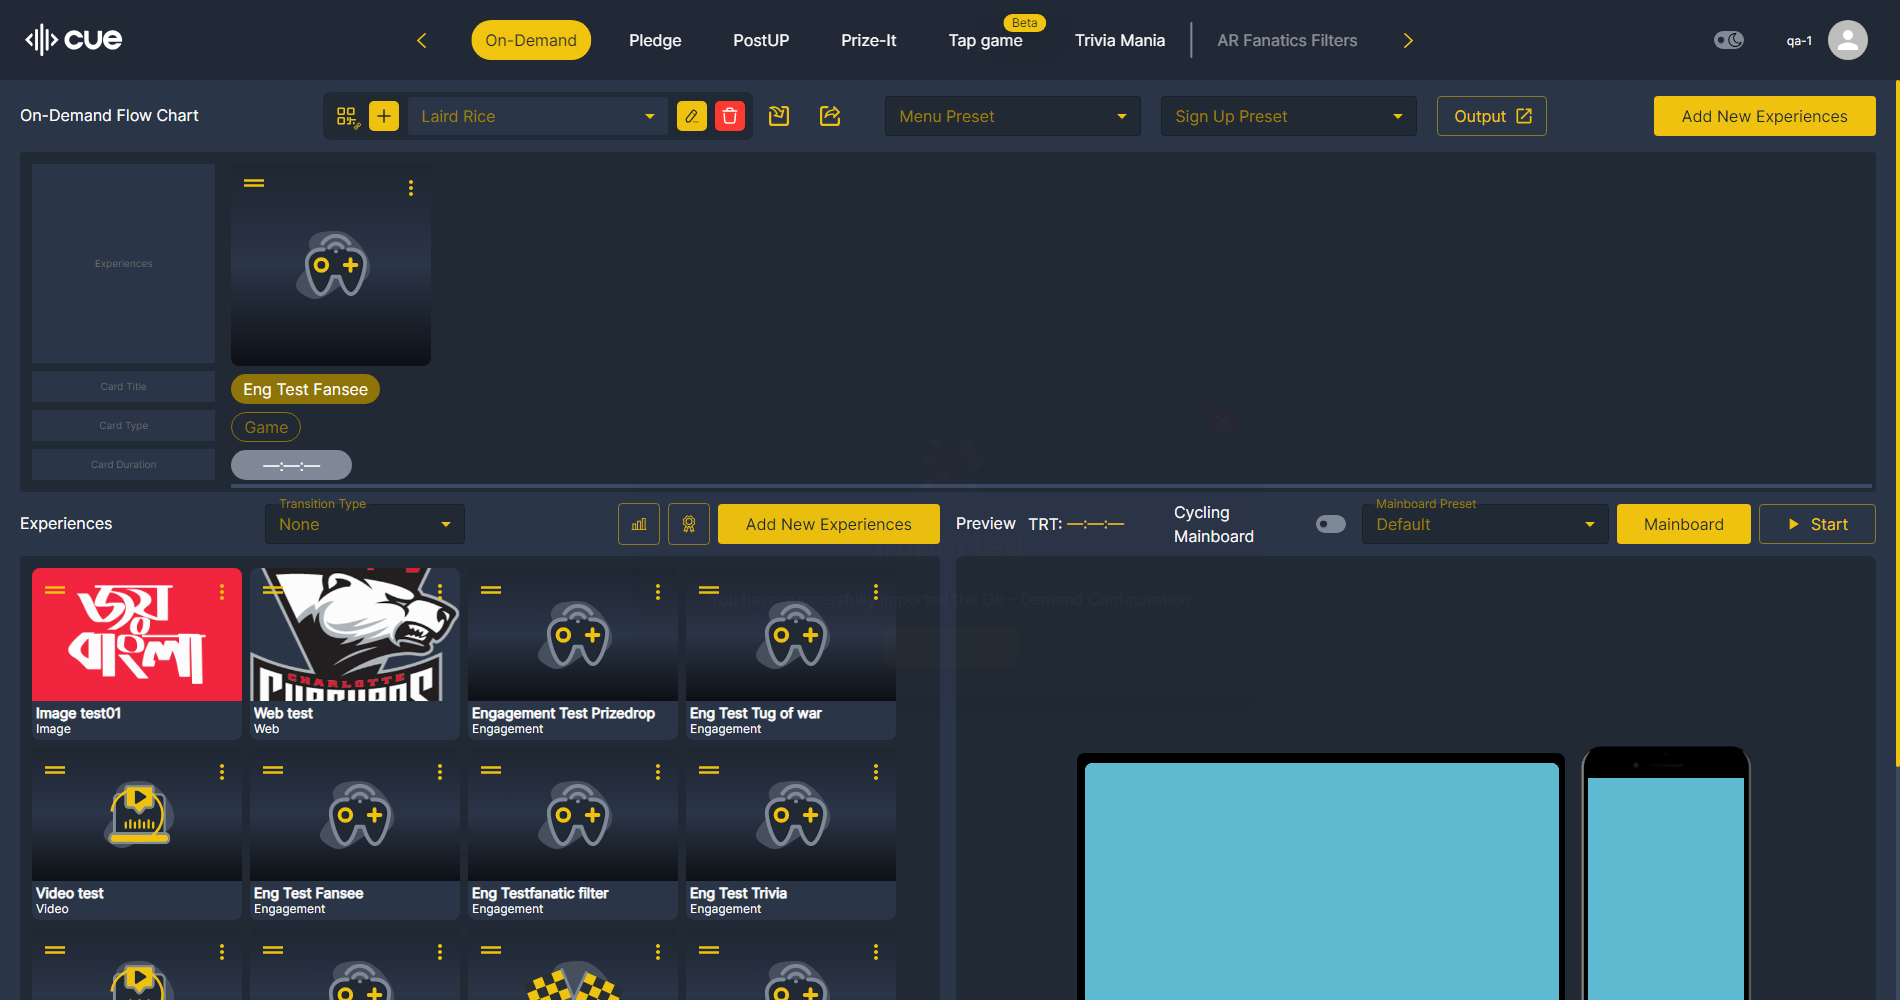 cue
On-Demand
Pledge
PostUP
Prize-It
Beta
Tap game
Trivia Mania
AR Fanatics Filters
qa-1
On-Demand Flow Chart
Laird Rice
Menu Preset
Sign Up Preset
Output
Add New Experiences
Experiences
Card Title
Eng Test Fansee
Card Type
Game
Card Duration
—:—:—
Experiences
Transition Type
None
Add New Experiences
Preview
TRT: —:—:—
Cycling
Mainboard
Mainboard Preset
Default
Mainboard
Start
Imported
You have successfully imported the On - Demand Configuration
জয়
বাংলা
CHARLOTTE
Image test01
Image
Web test
Web
Engagement Test Prizedrop
Engagement
Eng Test Tug of war
Engagement
Video test
Video
Eng Test Fansee
Engagement
Eng Testfanatic filter
Engagement
Eng Test Trivia
Engagement